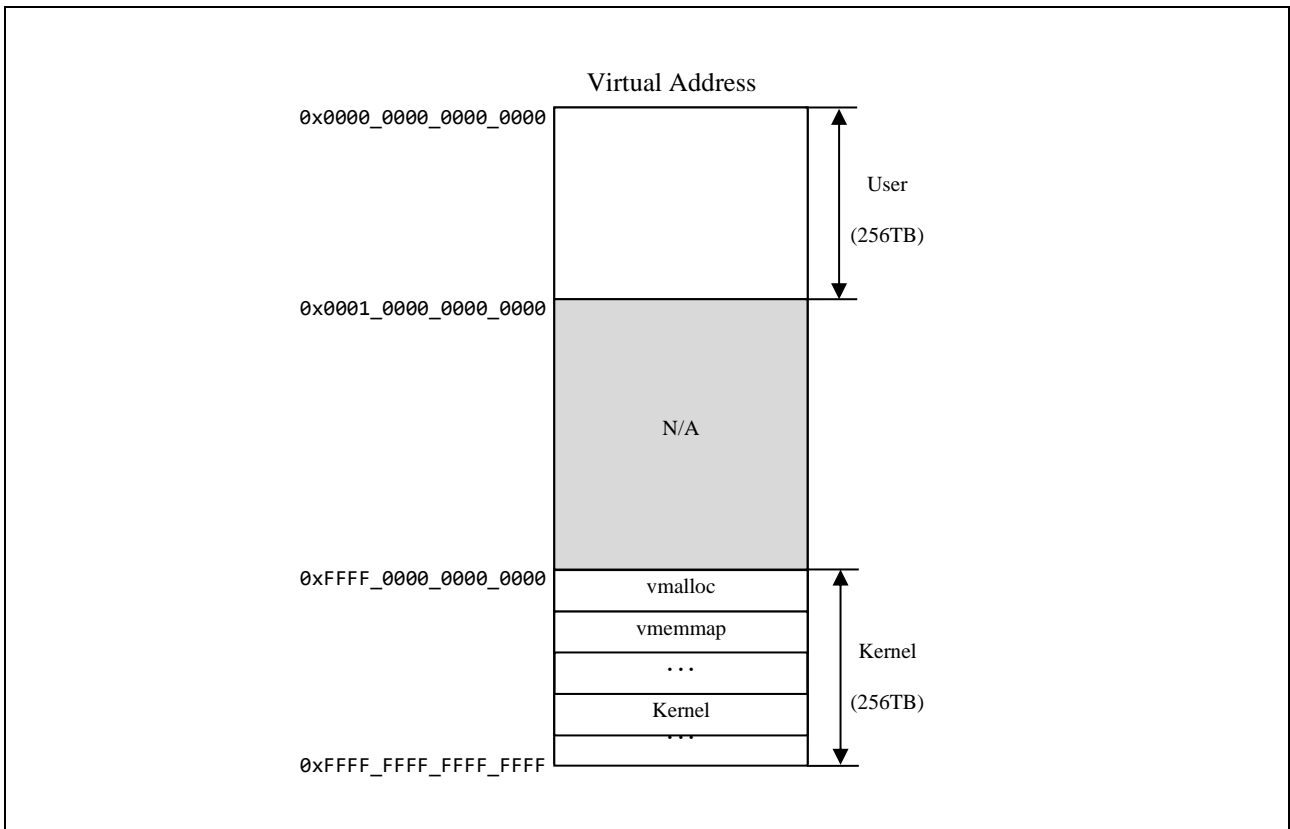 Virtual Address
0x0000_0000_0000_0000
User
(256TB)
0x0001_0000_0000_0000
N/A
0xFFFF_0000_0000_0000
vmalloc
vmemmap
...
Kernel
Kernel
(256TB)
...
0xFFFF_FFFF_FFFF_FFFF